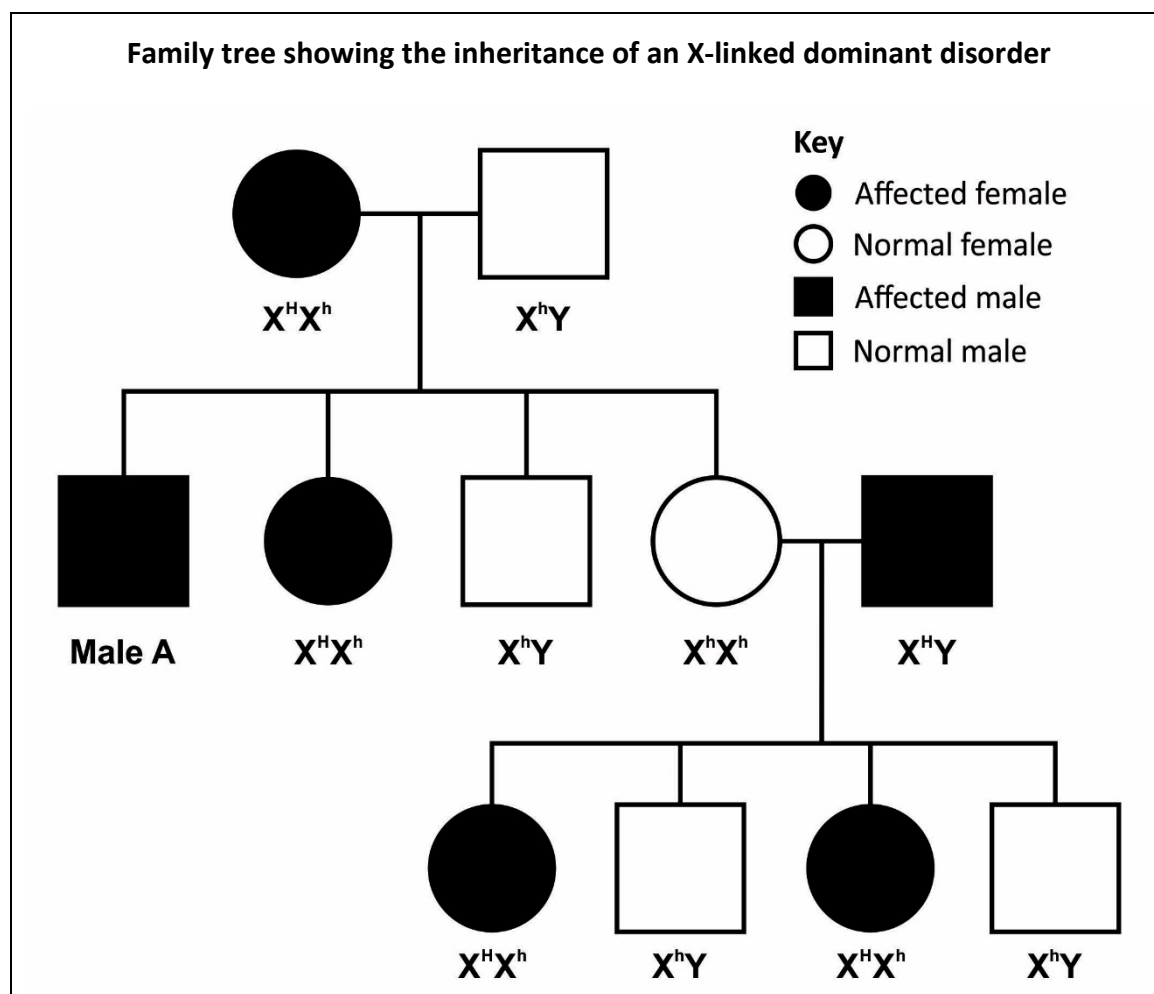 Family tree showing the inheritance of an X-linked dominant disorder
Key
Affected female
Normal female
Affected male
Normal male
XᴴXʰ XʰY
Male A XᴴXʰ XʰY XʰXʰ XᴴY
XᴴXʰ XʰY XᴴXʰ XʰY